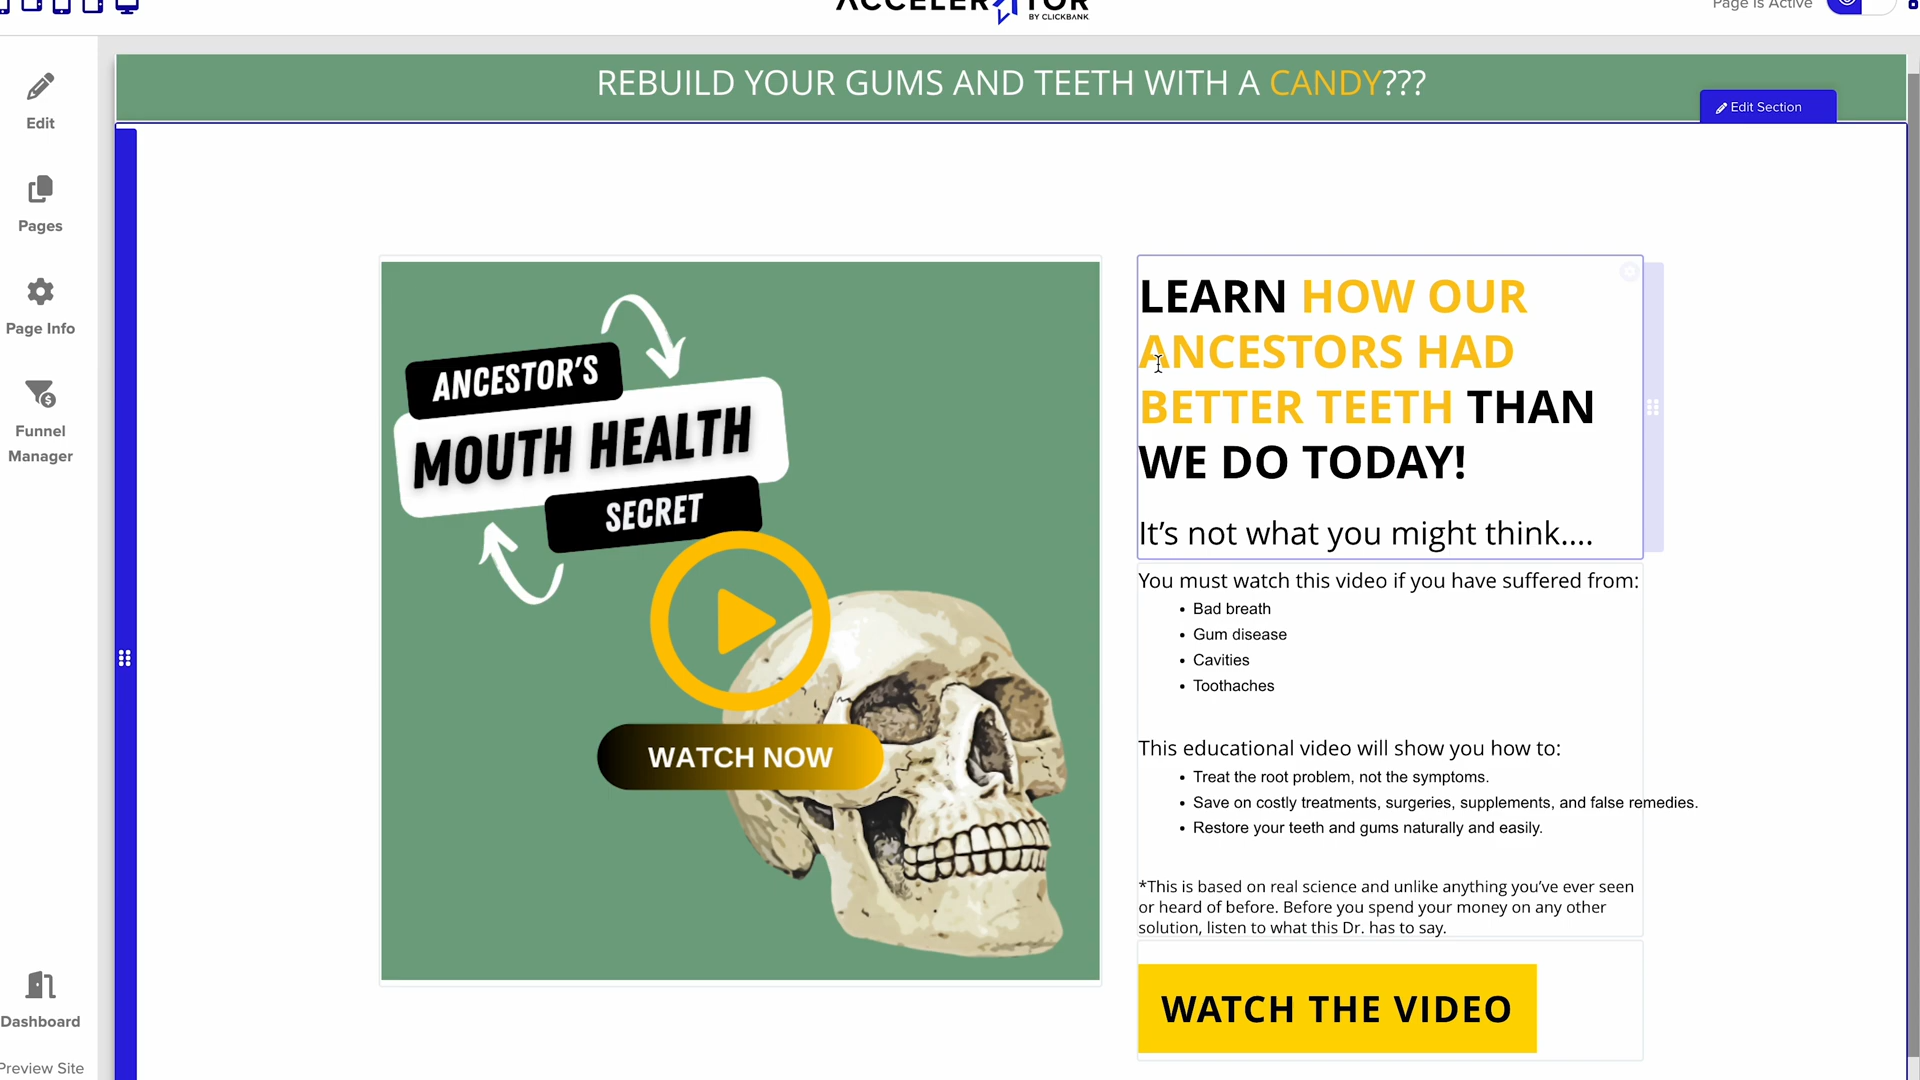 ACCELERATOR
BY CLICKBANK
Page Is Active
REBUILD YOUR GUMS AND TEETH WITH A CANDY???
Edit Section
Edit
Pages
Page Info
Funnel
Manager
Dashboard
Preview Site
ANCESTOR'S
MOUTH HEALTH
SECRET
WATCH NOW
LEARN HOW OUR
ANCESTORS HAD
BETTER TEETH THAN
WE DO TODAY!
It’s not what you might think....
You must watch this video if you have suffered from:
• Bad breath
• Gum disease
• Cavities
• Toothaches
This educational video will show you how to:
• Treat the root problem, not the symptoms.
• Save on costly treatments, surgeries, supplements, and false remedies.
• Restore your teeth and gums naturally and easily.
*This is based on real science and unlike anything you’ve ever seen
or heard of before. Before you spend your money on any other
solution, listen to what this Dr. has to say.
WATCH THE VIDEO